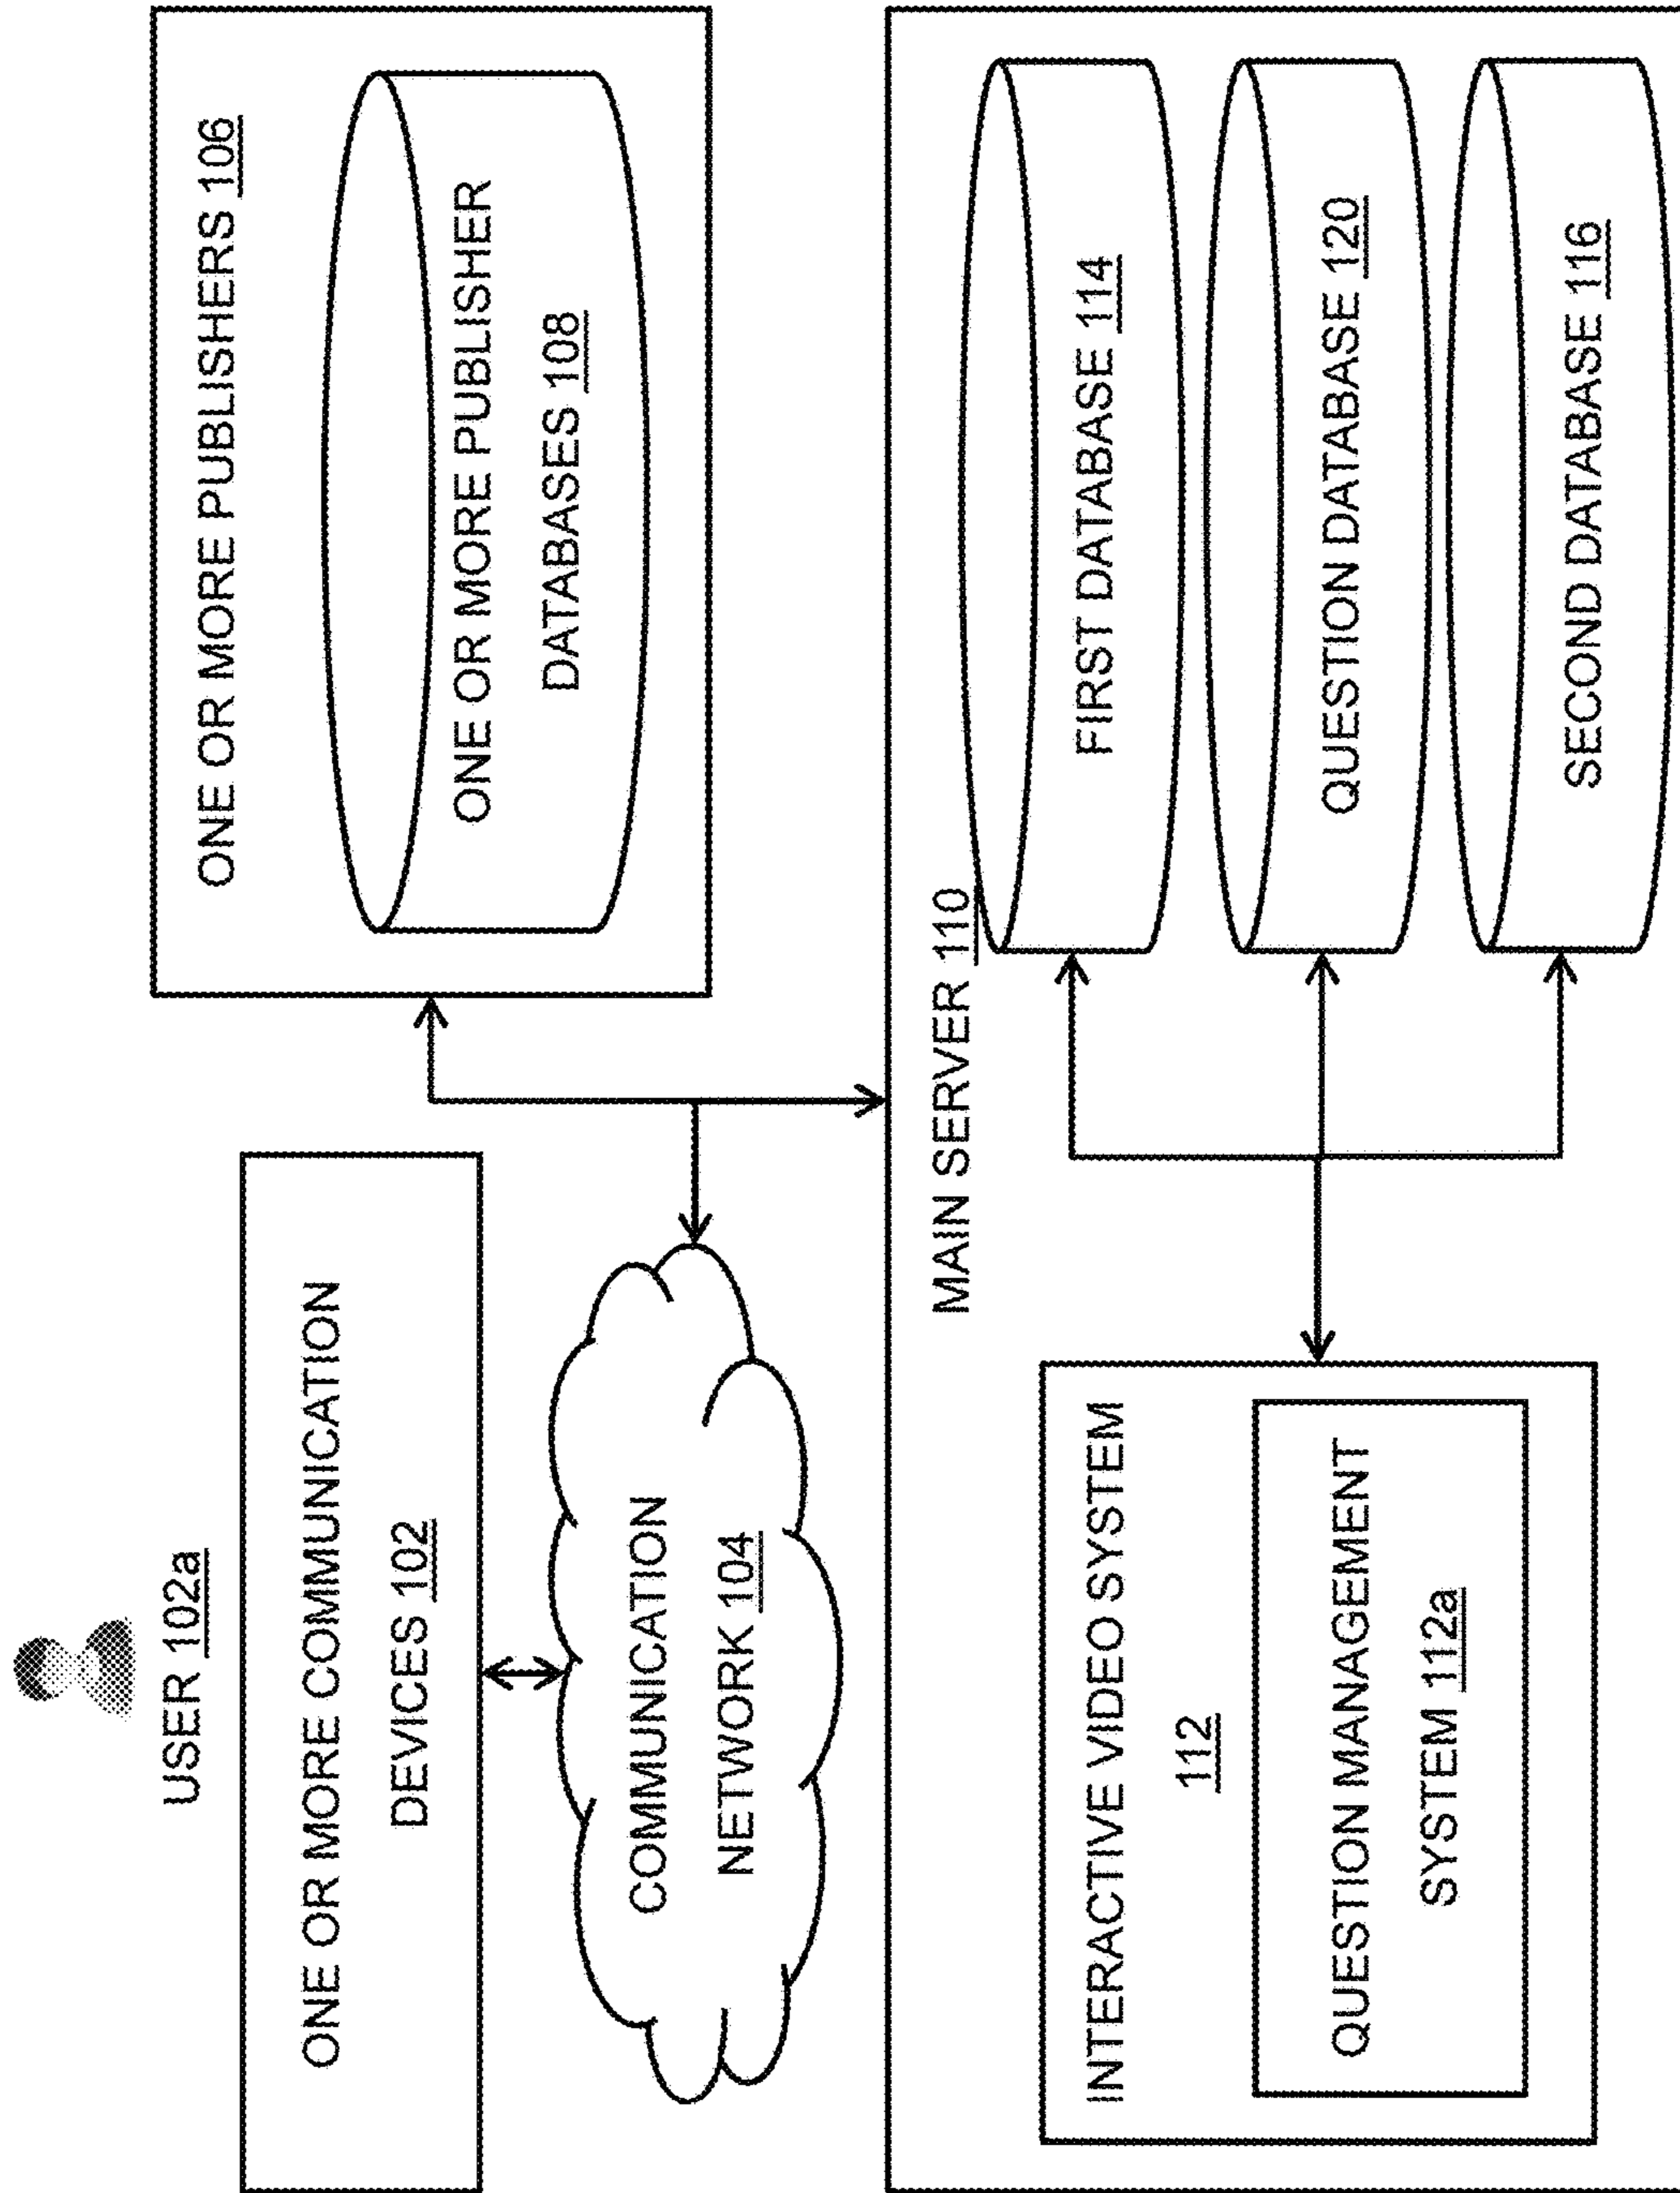 USER 102a
ONE OR MORE COMMUNICATION
DEVICES 102
COMMUNICATION
NETWORK 104
ONE OR MORE PUBLISHERS 106
ONE OR MORE PUBLISHER
DATABASES 108
MAIN SERVER 110
INTERACTIVE VIDEO SYSTEM
112
QUESTION MANAGEMENT
SYSTEM 112a
FIRST DATABASE 114
QUESTION DATABASE 120
SECOND DATABASE 116